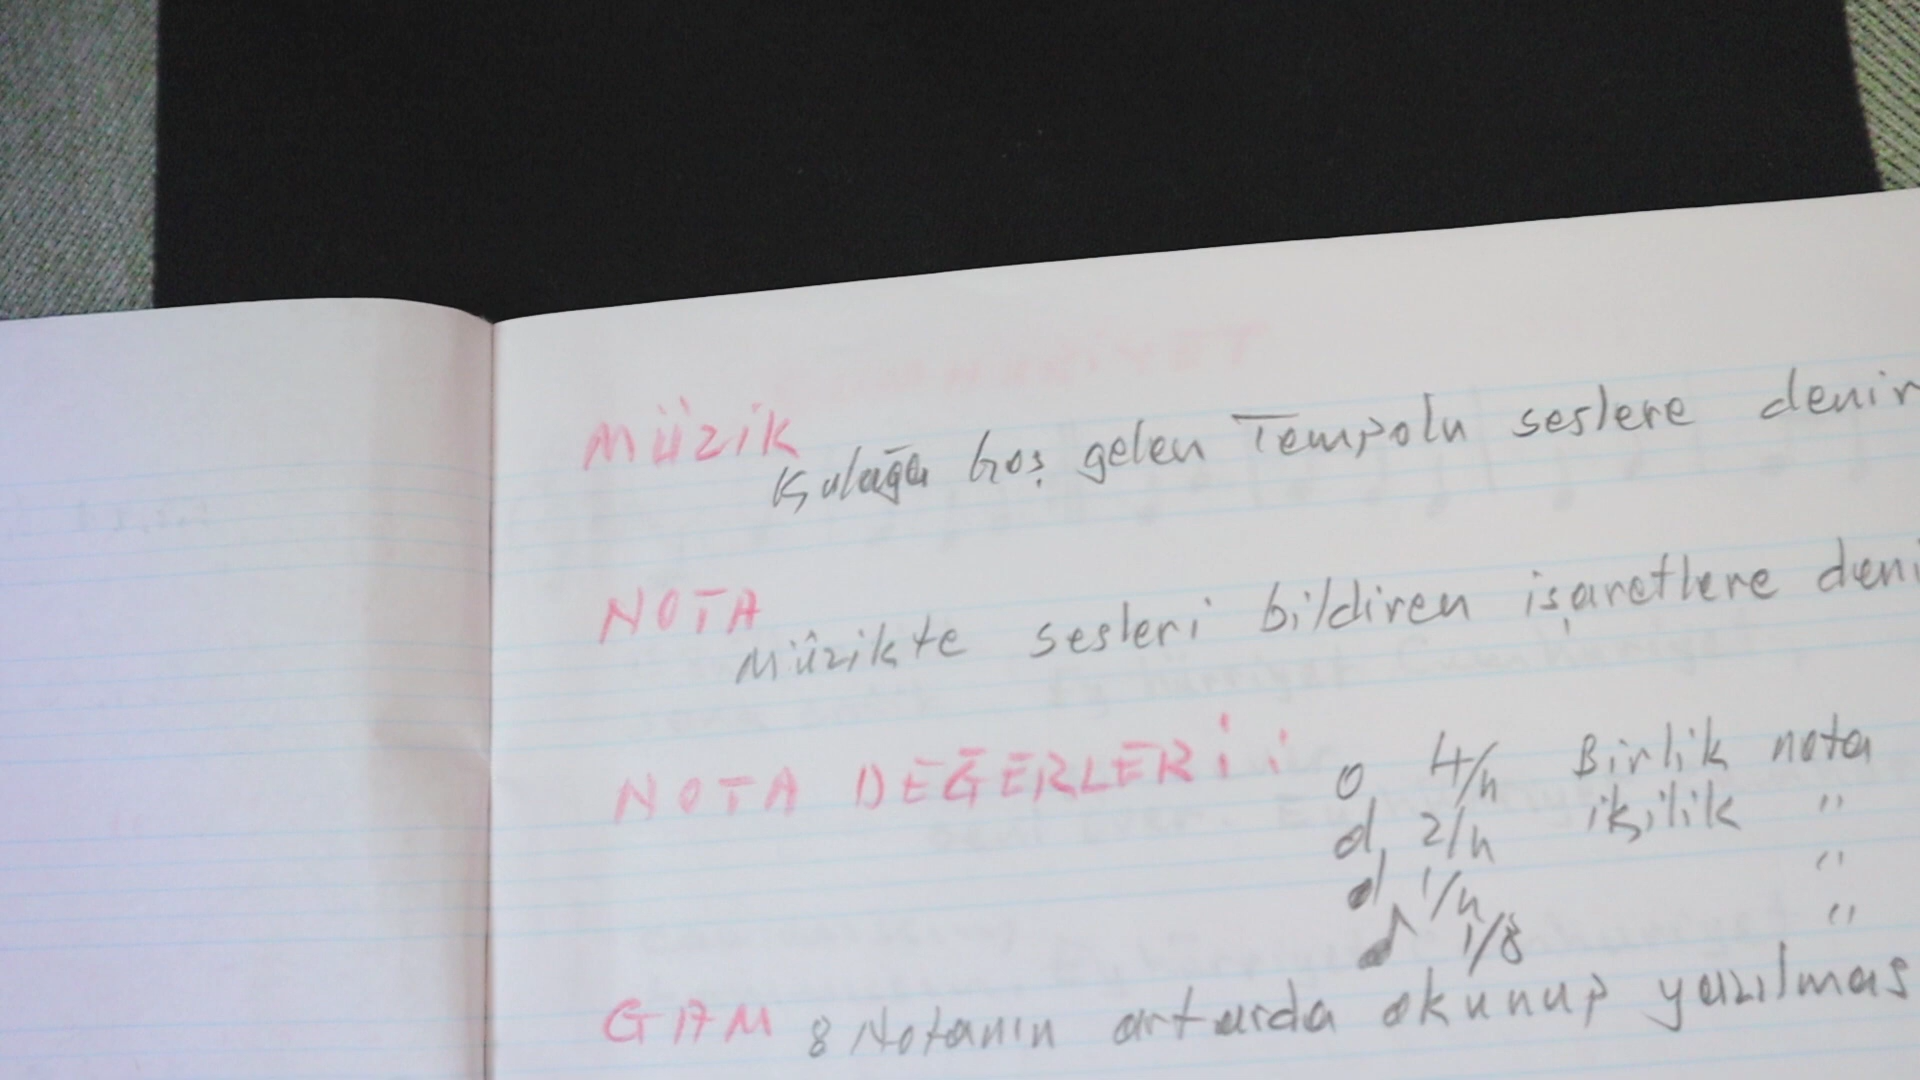 MÜZİK
Kulağa hoş gelen Tempolu seslere denir
NOTA
Müzikte sesleri bildiren işaretlere deni
NOTA DEĞERLERİ: o 4/4 Birlik nota
d 2/4 ikilik "
d 1/4 "
♪ 1/8 "
GAM 8 Notanın artarda okunup yazılmas